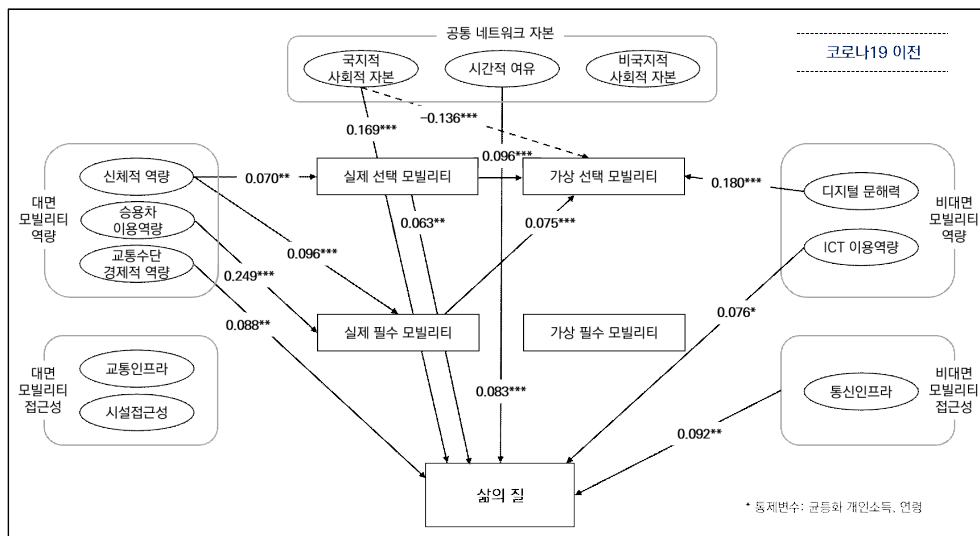 공통 네트워크 자본
코로나19 이전
국지적
사회적 자본
시간적 여유
비국지적
사회적 자본
-0.136***
0.169***
0.096***
신체적 역량
0.070**
실제 선택 모빌리티
가상 선택 모빌리티
0.180***
디지털 문해력
대면
모빌리티
역량
승용차
이용역량
0.063**
0.075***
비대면
모빌리티
역량
ICT 이용역량
교통수단
경제적 역량
0.096***
0.249***
0.088**
실제 필수 모빌리티
가상 필수 모빌리티
0.076*
대면
모빌리티
접근성
교통인프라
시설접근성
0.083***
통신인프라
비대면
모빌리티
접근성
0.092**
삶의 질
* 통제변수: 균등화 개인소득, 연령